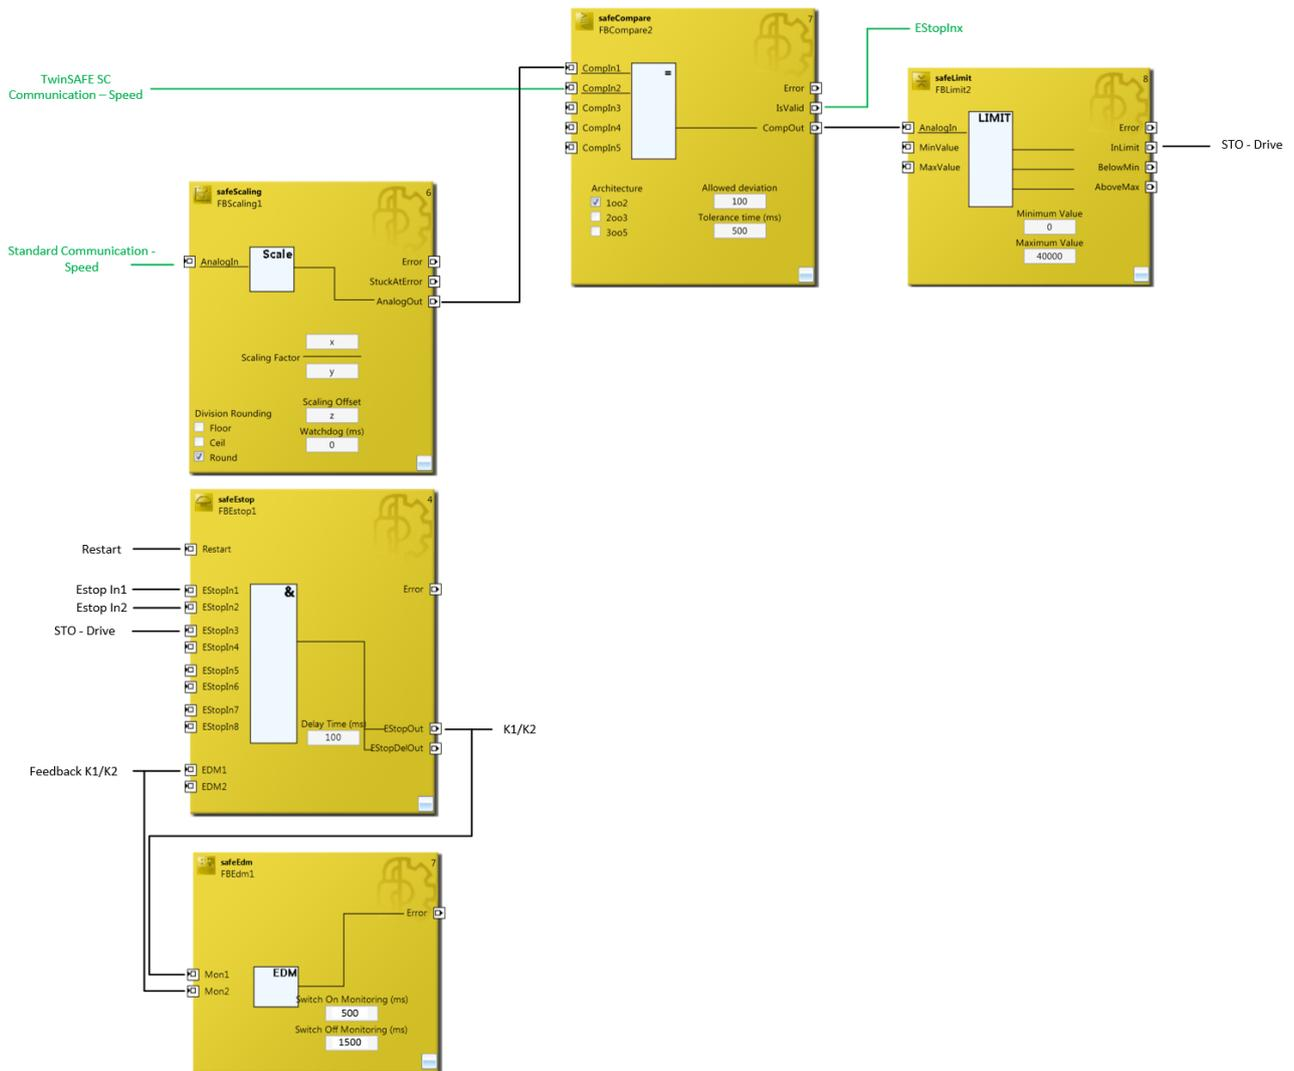 safeCompare
FBCompare2
7
CompIn1
CompIn2
CompIn3
CompIn4
CompIn5
=
Error
IsValid
CompOut
Architecture
1oo2
2oo3
3oo5
Allowed deviation
100
Tolerance time (ms)
500
EStopInx
TwinSAFE SC
Communication – Speed
safeLimit
FBLimit2
8
AnalogIn
MinValue
MaxValue
LIMIT
Error
InLimit
BelowMin
AboveMax
Minimum Value
0
Maximum Value
40000
STO - Drive
safeScaling
FBScaling1
6
Standard Communication -
Speed
AnalogIn
Scale
Error
StuckAtError
AnalogOut
Scaling Factor
x
y
Scaling Offset
z
Watchdog (ms)
0
Division Rounding
Floor
Ceil
Round
safeEstop
FBEstop1
4
Restart
Restart
Estop In1
EStopIn1
Estop In2
EStopIn2
STO - Drive
EStopIn3
EStopIn4
EStopIn5
EStopIn6
EStopIn7
EStopIn8
&
Error
Delay Time (ms)
100
EStopOut
EStopDelOut
K1/K2
Feedback K1/K2
EDM1
EDM2
safeEdm
FBEdm1
7
Error
Mon1
Mon2
EDM
Switch On Monitoring (ms)
500
Switch Off Monitoring (ms)
1500